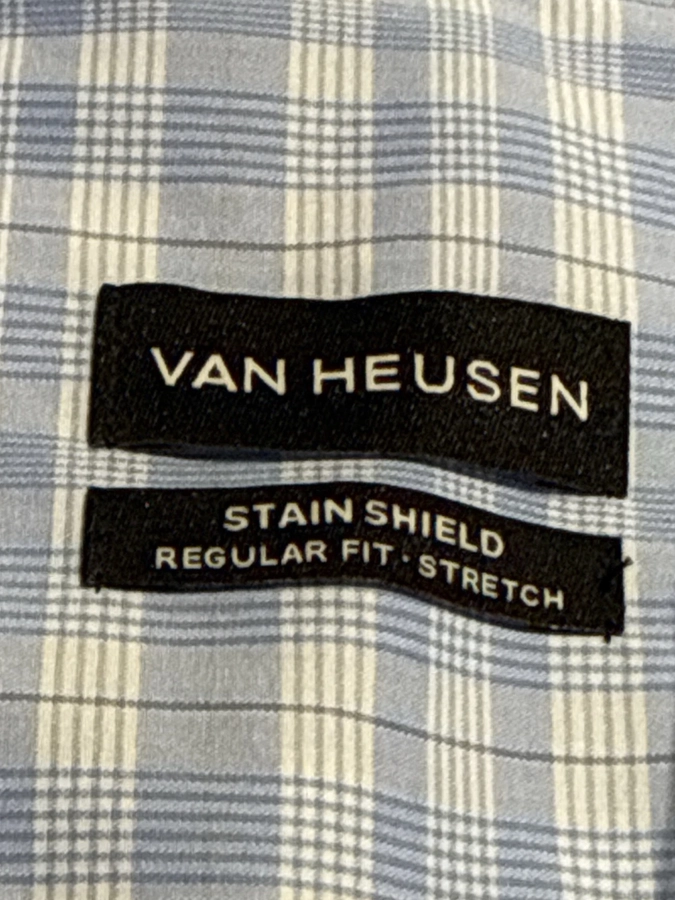 VAN HEUSEN
STAIN SHIELD
REGULAR FIT · STRETCH